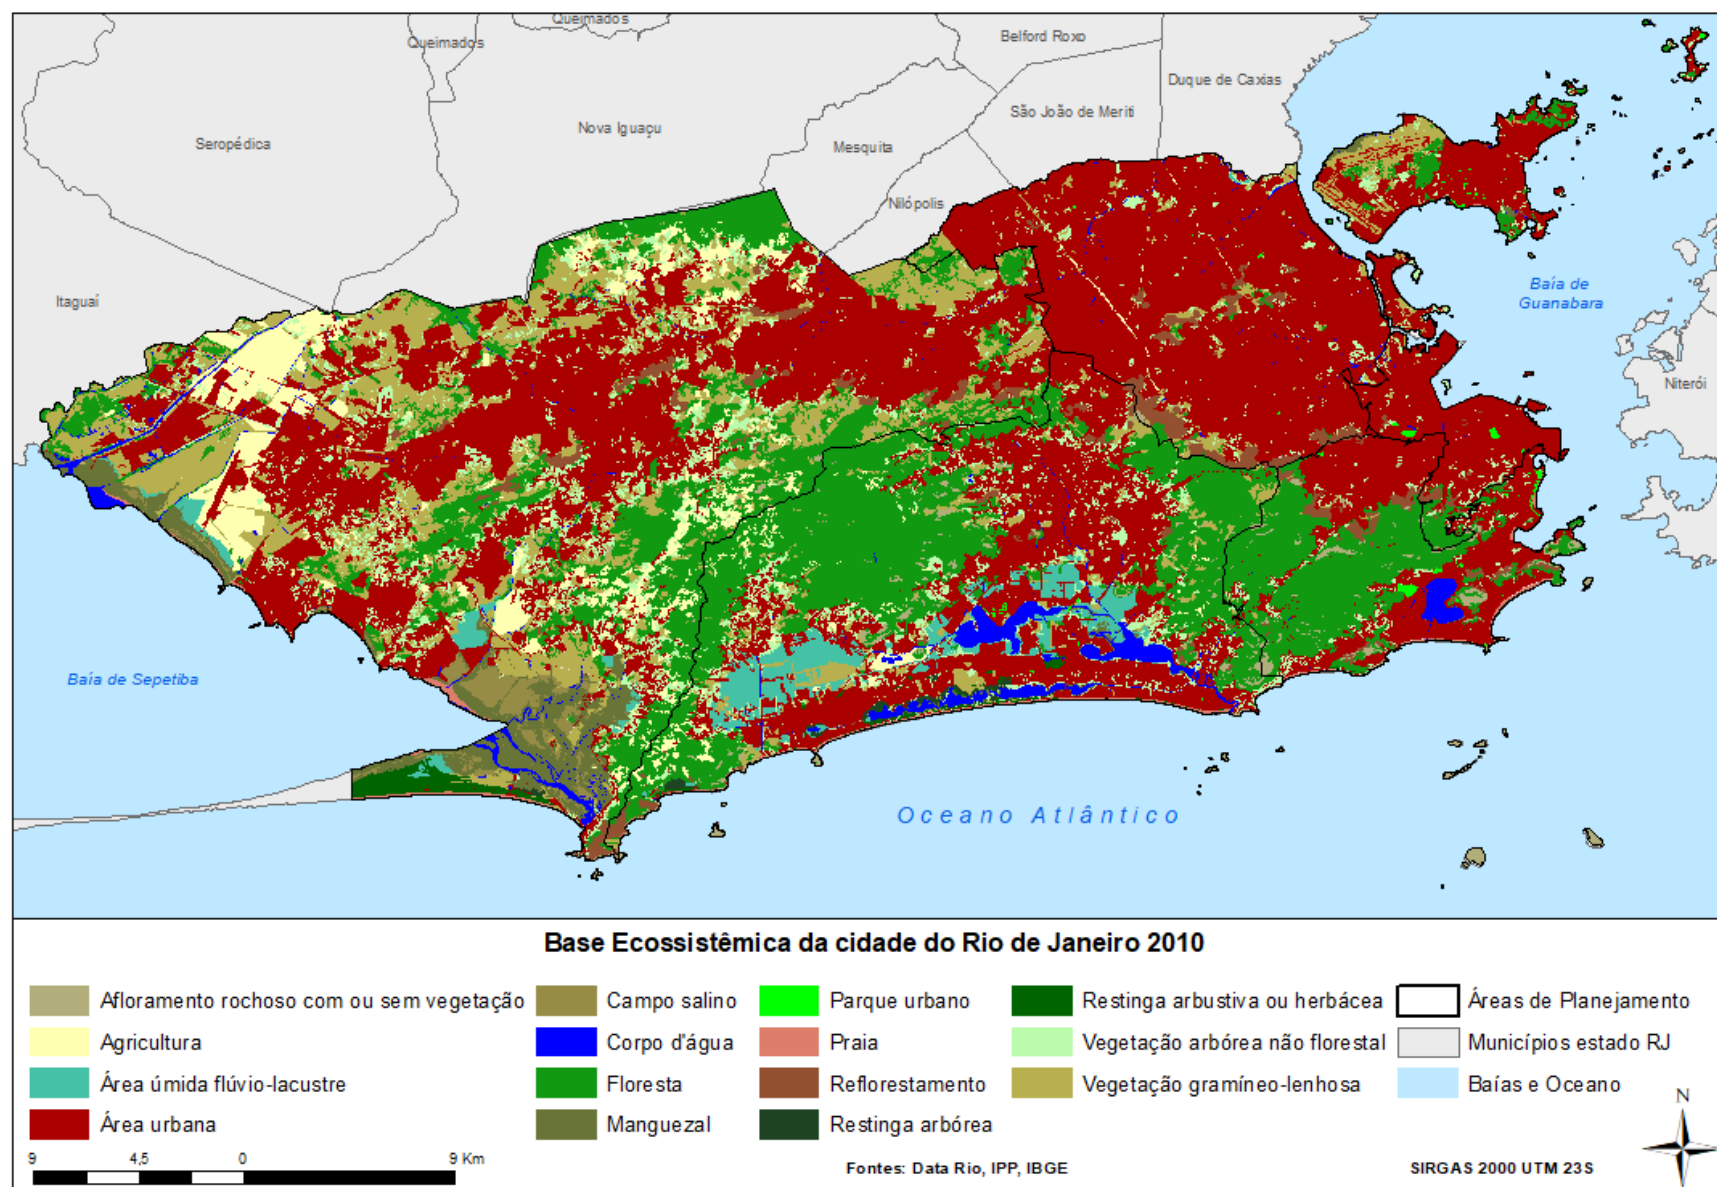 Queimados
Queimados
Belford Roxo
Duque de Caxias
São João de Meriti
Nova Iguaçu
Seropédica
Mesquita
Nilópolis
Itaguaí
Baía de
Guanabara
Niterói
Baía de Sepetiba
Oceano Atlântico
Base Ecossistêmica da cidade do Rio de Janeiro 2010
Afloramento rochoso com ou sem vegetação
Campo salino
Parque urbano
Restinga arbustiva ou herbácea
Áreas de Planejamento
Agricultura
Corpo d'água
Praia
Vegetação arbórea não florestal
Municípios estado RJ
Área úmida flúvio-lacustre
Floresta
Reflorestamento
Vegetação gramíneo-lenhosa
Baías e Oceano
Área urbana
Manguezal
Restinga arbórea
N
9 4,5 0 9 Km
Fontes: Data Rio, IPP, IBGE
SIRGAS 2000 UTM 23S